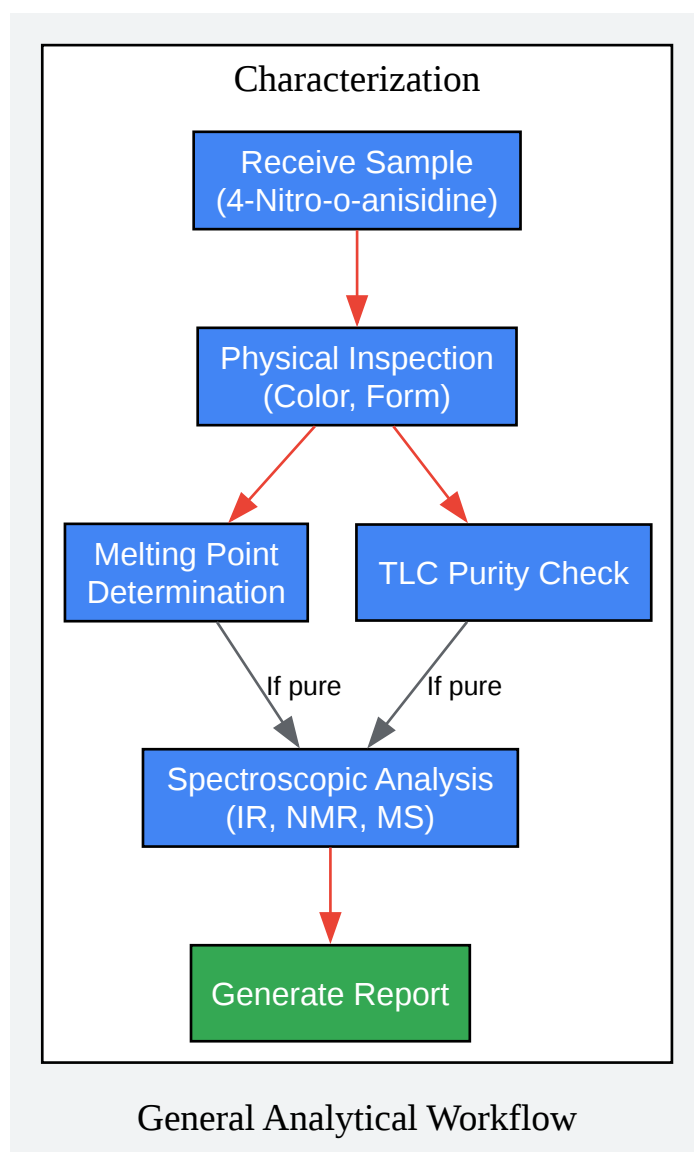 Characterization
Receive Sample
(4-Nitro-o-anisidine)
Physical Inspection
(Color, Form)
Melting Point
Determination
TLC Purity Check
If pure
If pure
Spectroscopic Analysis
(IR, NMR, MS)
Generate Report
General Analytical Workflow